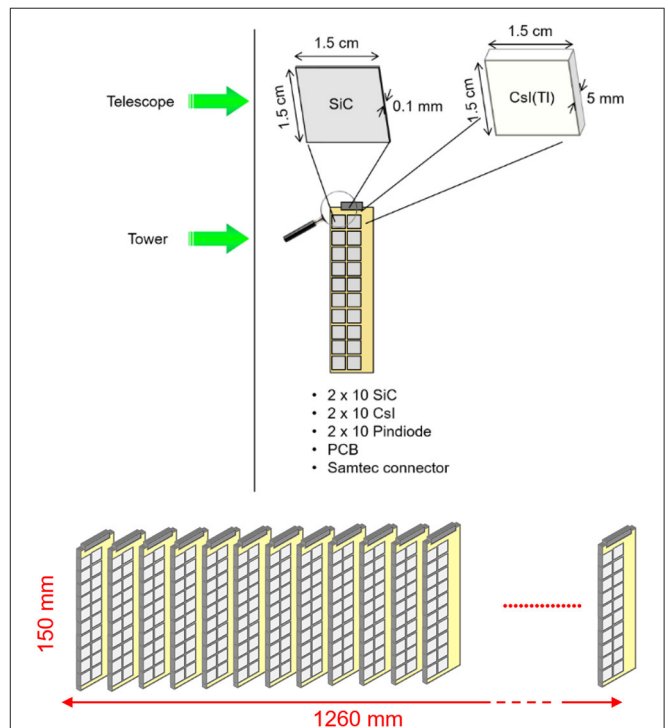 1.5 cm
1.5 cm
Telescope
1.5 cm
SiC
0.1 mm
1.5 cm
CsI(Tl)
5 mm
Tower
• 2 x 10 SiC
• 2 x 10 CsI
• 2 x 10 Pindiode
• PCB
• Samtec connector
150 mm
1260 mm